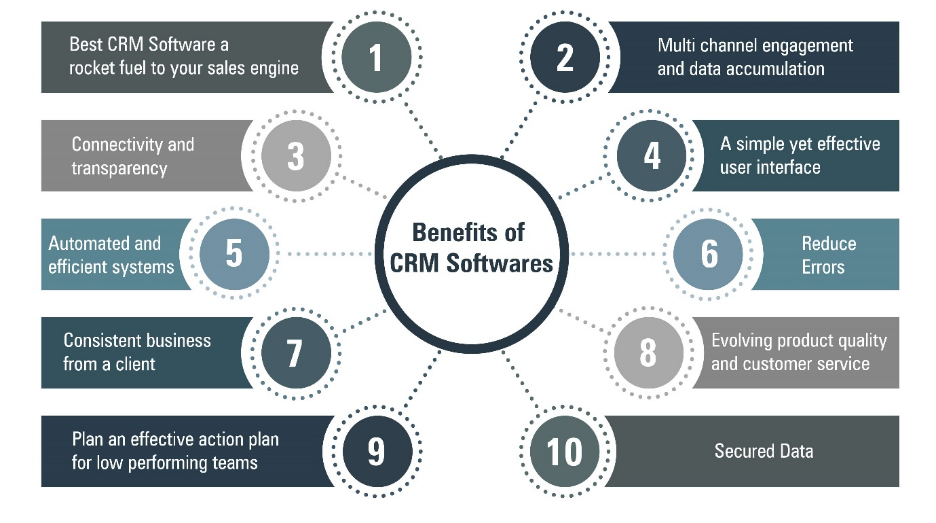 1
Best CRM Software a
rocket fuel to your sales engine
2
Multi channel engagement
and data accumulation
3
Connectivity and
transparency
4
A simple yet effective
user interface
Benefits of
CRM Softwares
5
Automated and
efficient systems
6
Reduce
Errors
7
Consistent business
from a client
8
Evolving product quality
and customer service
9
Plan an effective action plan
for low performing teams
10
Secured Data